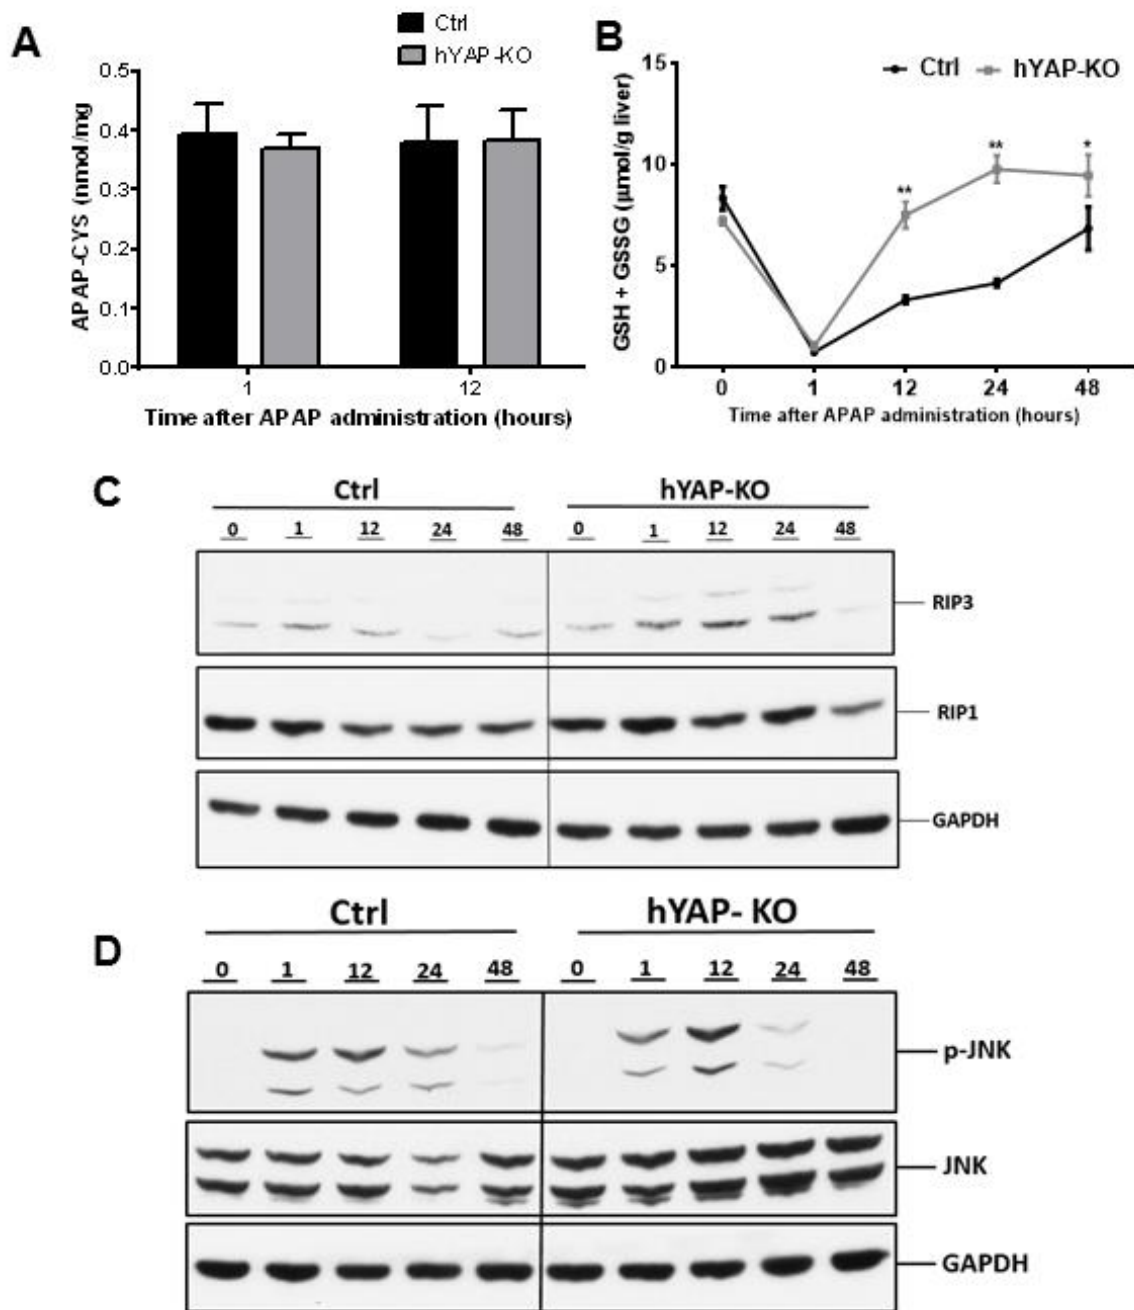 A
Ctrl
hYAP-KO
APAP-CYS (nmol/mg)
0.5
0.4
0.3
0.2
0.1
0.0
1 12
Time after APAP administration (hours)
B
Ctrl hYAP-KO
GSH + GSSG (µmol/g liver)
15
10
5
0
** ** *
0 1 12 24 48
Time after APAP administration (hours)
C
Ctrl hYAP-KO
0 1 12 24 48 0 1 12 24 48
RIP3
RIP1
GAPDH
D
Ctrl hYAP- KO
0 1 12 24 48 0 1 12 24 48
p-JNK
JNK
GAPDH